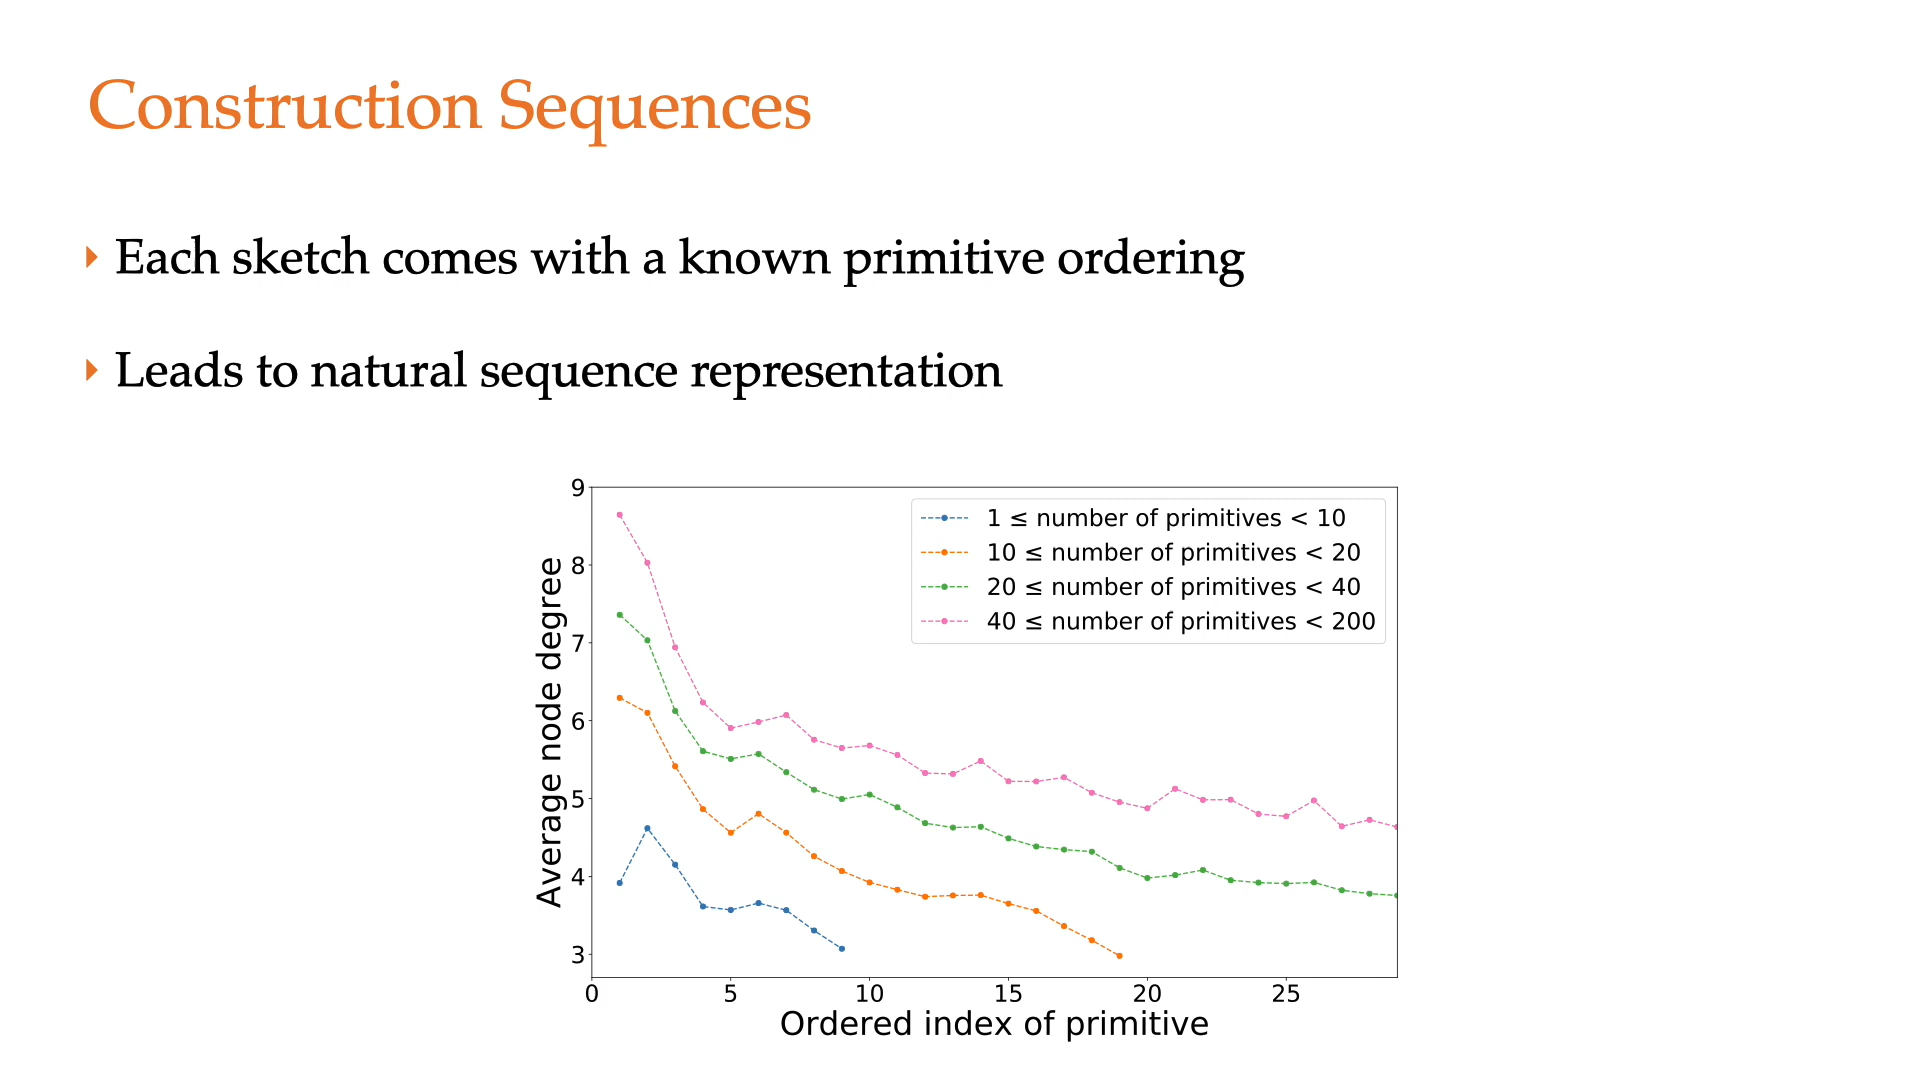 Construction Sequences
Each sketch comes with a known primitive ordering
Leads to natural sequence representation
9
8
7
6
5
4
3
Average node degree
1 ≤ number of primitives < 10
10 ≤ number of primitives < 20
20 ≤ number of primitives < 40
40 ≤ number of primitives < 200
0 5 10 15 20 25
Ordered index of primitive